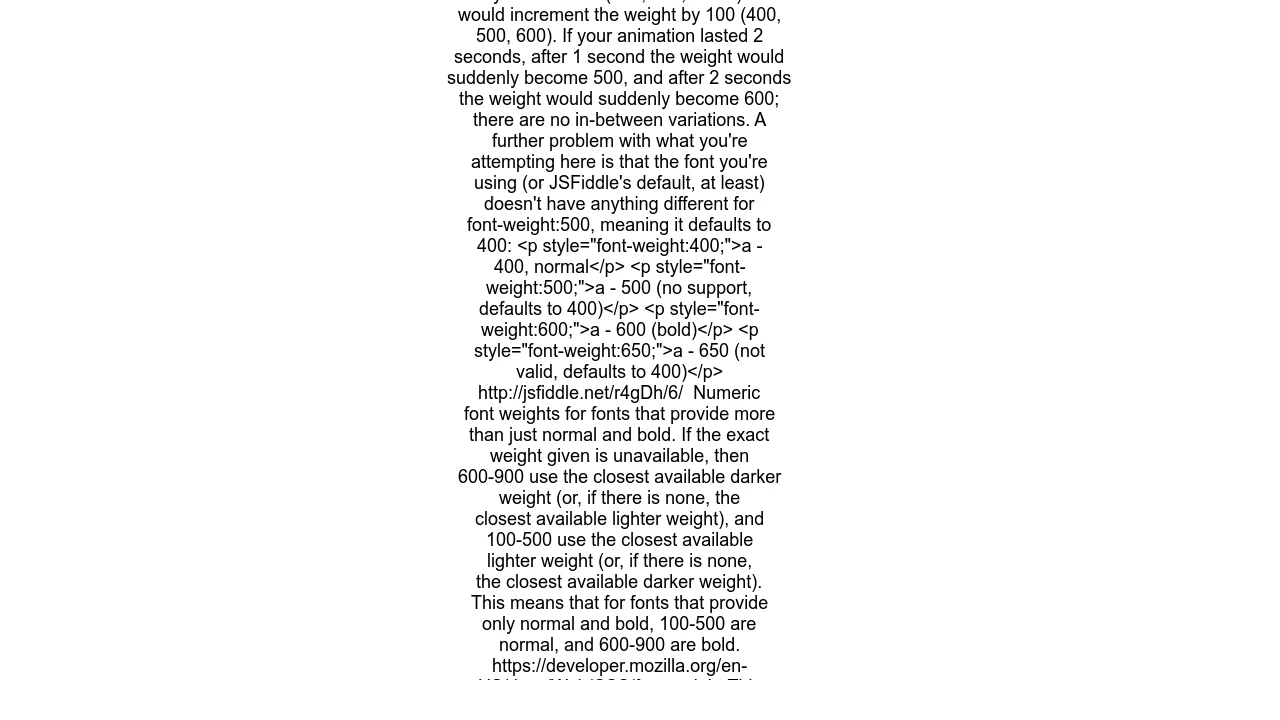 would increment the weight by 100 (400,
500, 600). If your animation lasted 2
seconds, after 1 second the weight would
suddenly become 500, and after 2 seconds
the weight would suddenly become 600;
there are no in-between variations. A
further problem with what you're
attempting here is that the font you're
using (or JSFiddle's default, at least)
doesn't have anything different for
font-weight:500, meaning it defaults to
400: <p style="font-weight:400;">a -
400, normal</p> <p style="font-
weight:500;">a - 500 (no support,
defaults to 400)</p> <p style="font-
weight:600;">a - 600 (bold)</p> <p
style="font-weight:650;">a - 650 (not
valid, defaults to 400)</p>
http://jsfiddle.net/r4gDh/6/  Numeric
font weights for fonts that provide more
than just normal and bold. If the exact
weight given is unavailable, then
600-900 use the closest available darker
weight (or, if there is none, the
closest available lighter weight), and
100-500 use the closest available
lighter weight (or, if there is none,
the closest available darker weight).
This means that for fonts that provide
only normal and bold, 100-500 are
normal, and 600-900 are bold.
https://developer.mozilla.org/en-